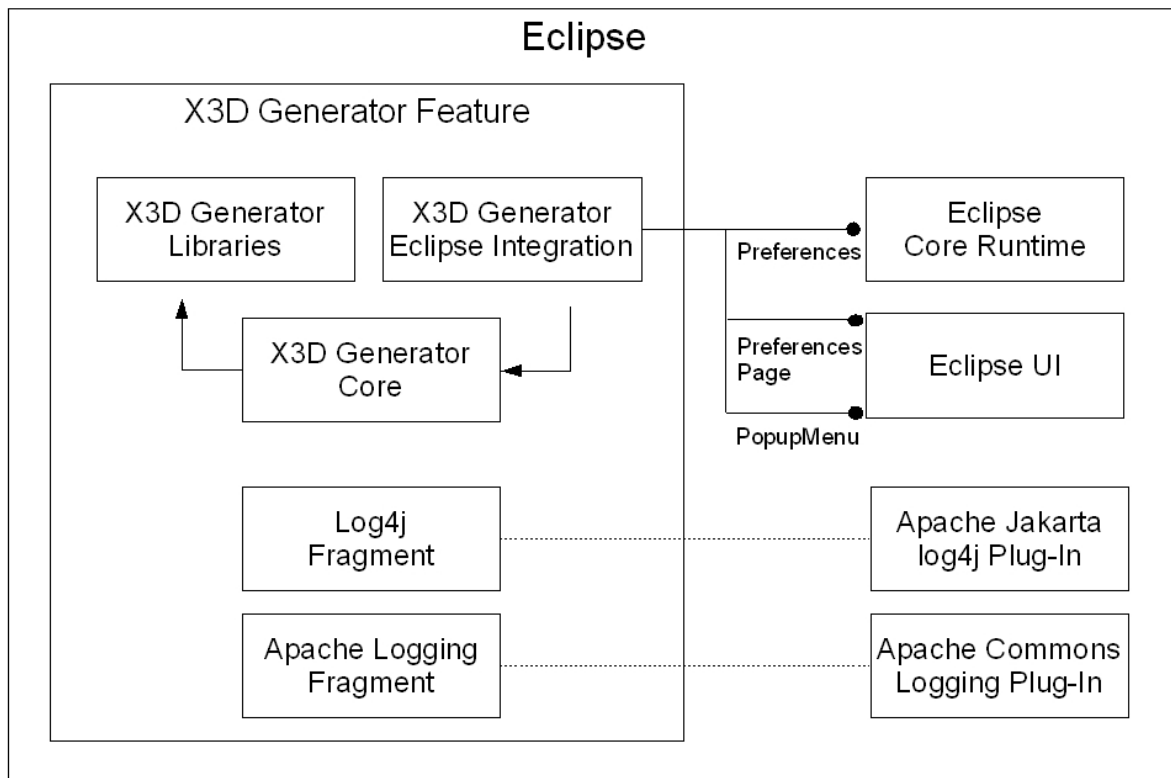 Eclipse
X3D Generator Feature
X3D Generator
Libraries
X3D Generator
Eclipse Integration
Eclipse
Core Runtime
Preferences
X3D Generator
Core
Preferences
Page
Eclipse UI
PopupMenu
Log4j
Fragment
Apache Jakarta
log4j Plug-In
Apache Logging
Fragment
Apache Commons
Logging Plug-In